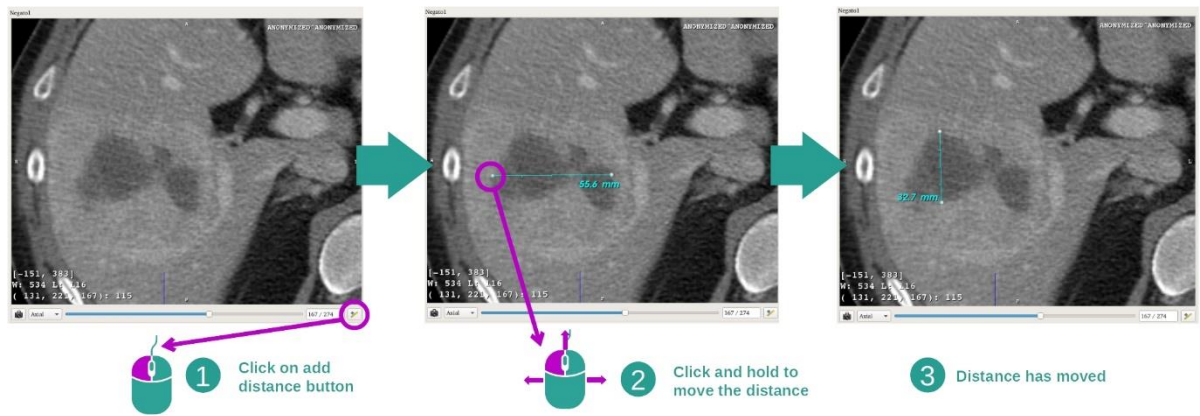 Negato1
A
ANONYMIZED^ANONYMIZED
[-151, 383]
W: 534 L: 116
( 131, 221, 167): 115
P
Axial
167 / 274
Negato1
A
ANONYMIZED^ANONYMIZED
55.6 mm
[-151, 383]
W: 534 L: 116
( 131, 221, 167): 115
P
Axial
167 / 274
Negato1
A
ANONYMIZED^ANONYMIZED
32.7 mm
[-151, 383]
W: 534 L: 116
( 131, 221, 167): 115
P
Axial
167 / 274
1
Click on add
distance button
2
Click and hold to
move the distance
3
Distance has moved